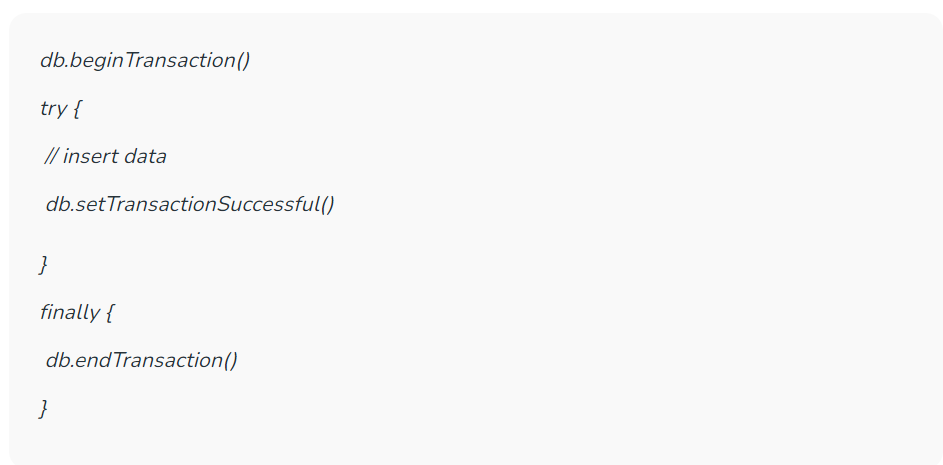 db.beginTransaction()
try {
// insert data
db.setTransactionSuccessful()
}
finally {
db.endTransaction()
}